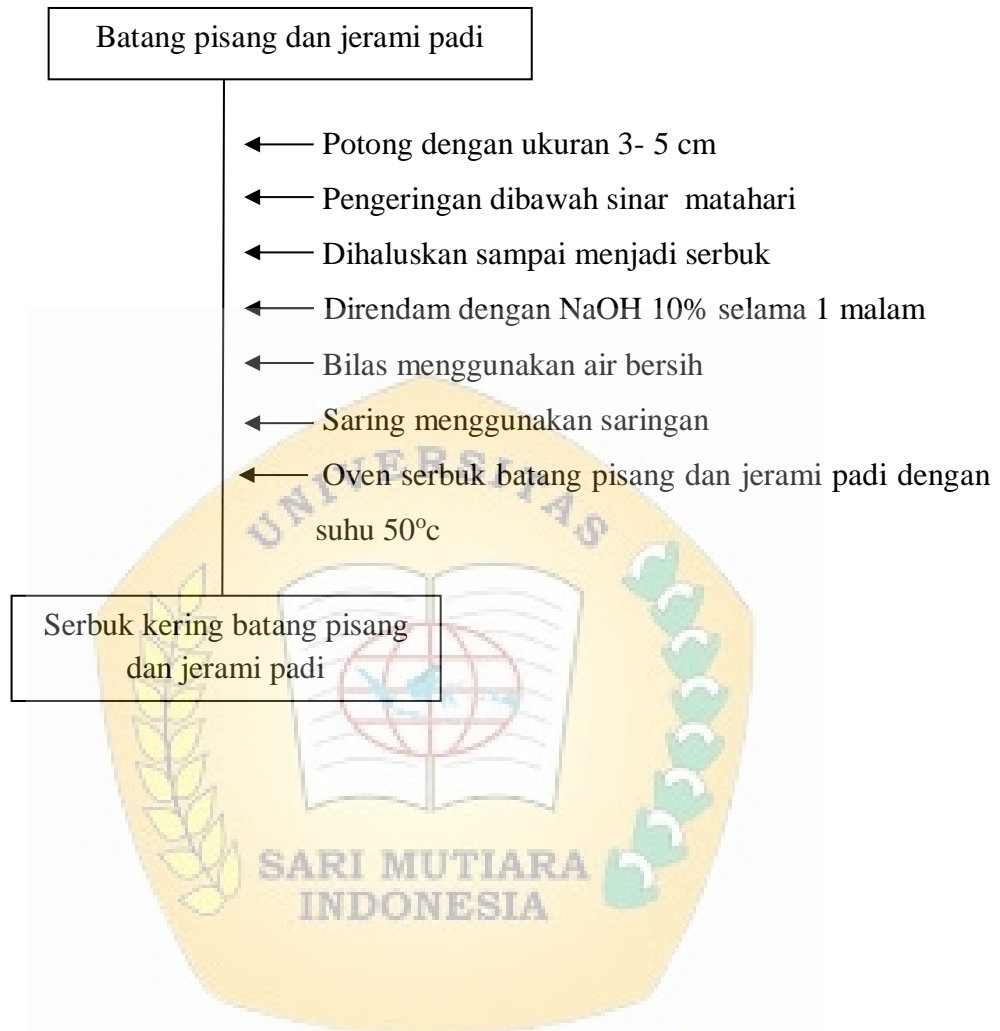 Batang pisang dan jerami padi
Potong dengan ukuran 3- 5 cm
Pengeringan dibawah sinar matahari
Dihaluskan sampai menjadi serbuk
Direndam dengan NaOH 10% selama 1 malam
Bilas menggunakan air bersih
Saring menggunakan saringan
Oven serbuk batang pisang dan jerami padi dengan
suhu 50°c
Serbuk kering batang pisang
dan jerami padi
UNIVERSITAS
SARI MUTIARA
INDONESIA